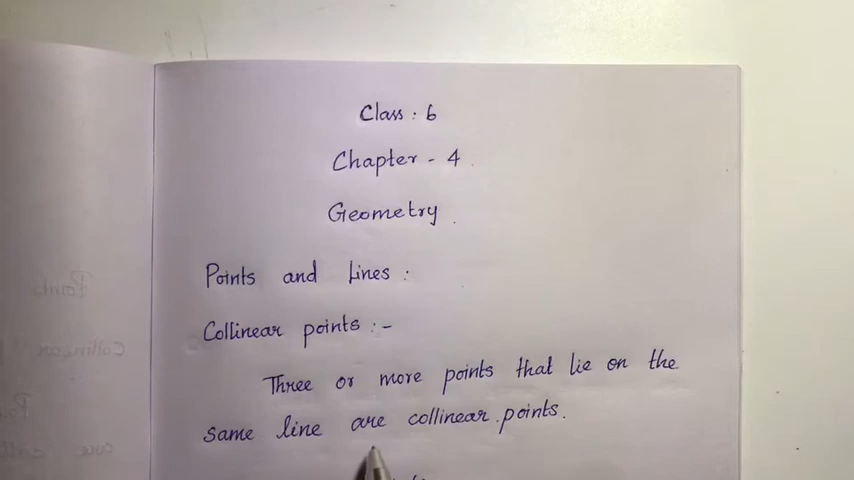 Class : 6
Chapter - 4
Geometry
Points and Lines :
Collinear points :-
Three or more points that lie on the
same line are collinear points.